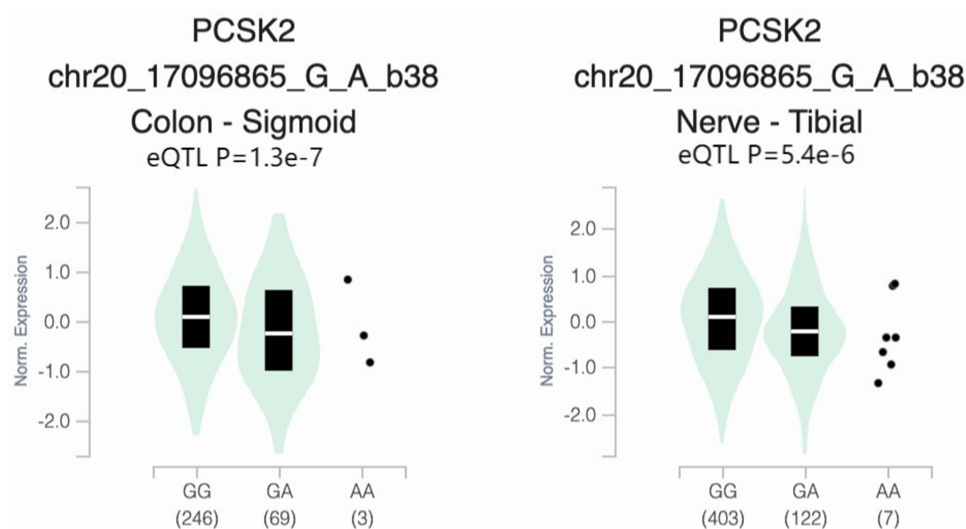 PCSK2
chr20_17096865_G_A_b38
Colon - Sigmoid
eQTL P=1.3e-7
Norm. Expression
2.0
1.0
0.0
-1.0
-2.0
GG
GA
AA
(246)
(69)
(3)
PCSK2
chr20_17096865_G_A_b38
Nerve - Tibial
eQTL P=5.4e-6
Norm. Expression
2.0
1.0
0.0
-1.0
-2.0
GG
GA
AA
(403)
(122)
(7)